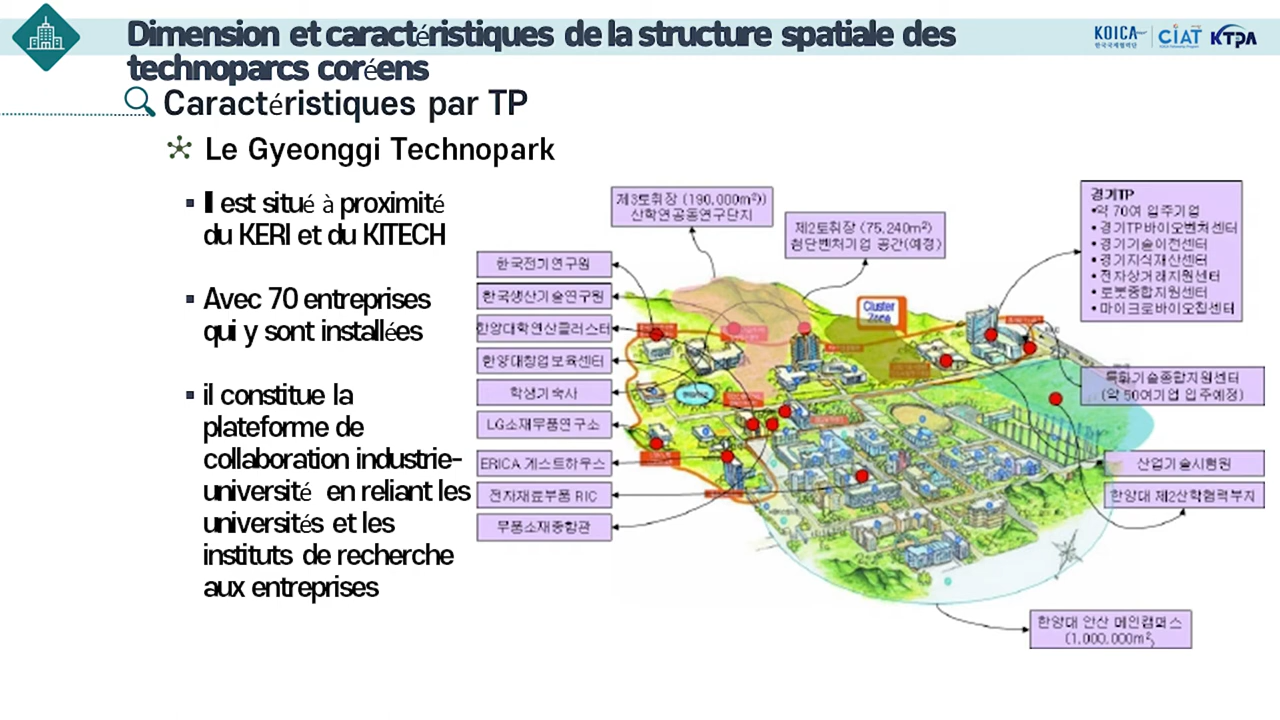 Dimension et caractéristiques de la structure spatiale des
technoparcs coréens
KOICA
한국국제협력단
CIAT
KTPA
Caractéristiques par TP
Le Gyeonggi Technopark
Il est situé à proximité
du KERI et du KITECH
Avec 70 entreprises
qui y sont installées
il constitue la
plateforme de
collaboration industrie-
université en reliant les
universités et les
instituts de recherche
aux entreprises
제3토취장 (190,000m²))
산학연공동연구단지
제2토취장 (75,240m²)
첨단벤처기업 공간(예정)
경기TP
•약 70여 입주기업
•경기TP바이오벤처센터
•경기기술이전센터
•경기지식재산센터
•전자상거래지원센터
•로봇종합지원센터
•마이크로바이오칩센터
한국전기연구원
한국생산기술연구원
한양대학연산클러스터
한양대창업보육센터
학생기숙사
LG소재부품연구소
ERICA 게스트하우스
전자재료부품 RIC
부품소재종합관
Cluster
Zone
특화기술종합지원센터
(약 50여기업 입주예정)
산업기술시험원
한양대 제2산학협력부지
한양대 안산 메인캠퍼스
(1,000,000m²)